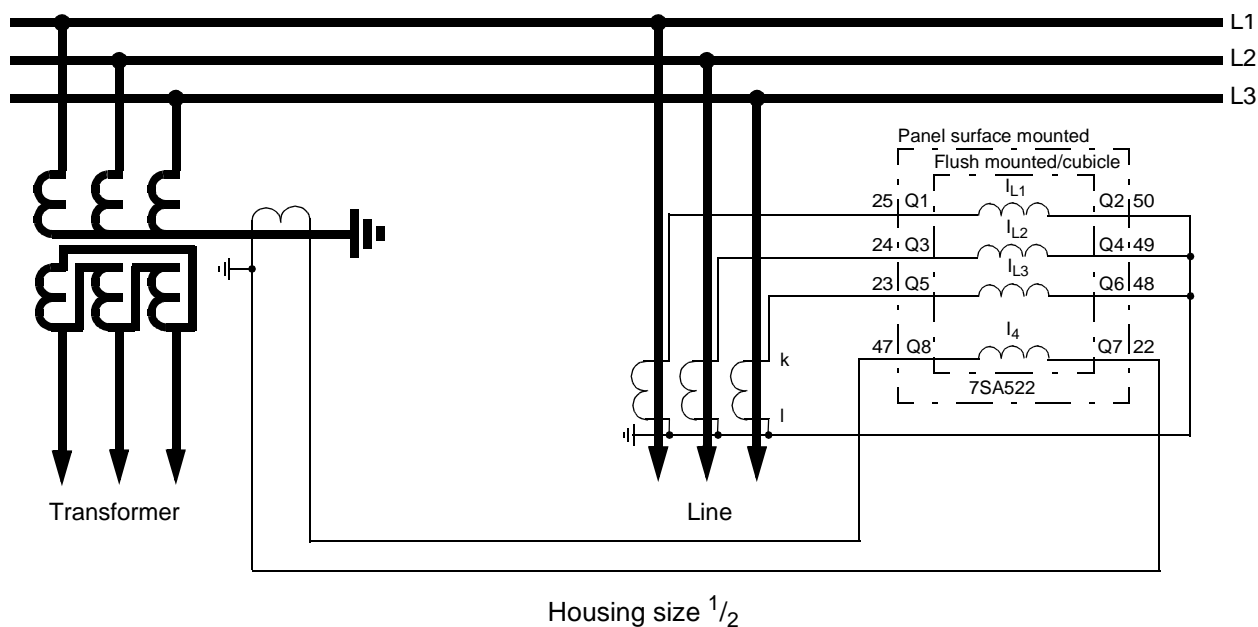 L1
L2
L3
Panel surface mounted
Flush mounted/cubicle
25 Q1 IL1 Q2 50
24 Q3 IL2 Q4 49
23 Q5 IL3 Q6 48
47 Q8 I4 Q7 22
7SA522
k
l
Transformer
Line
Housing size 1/2